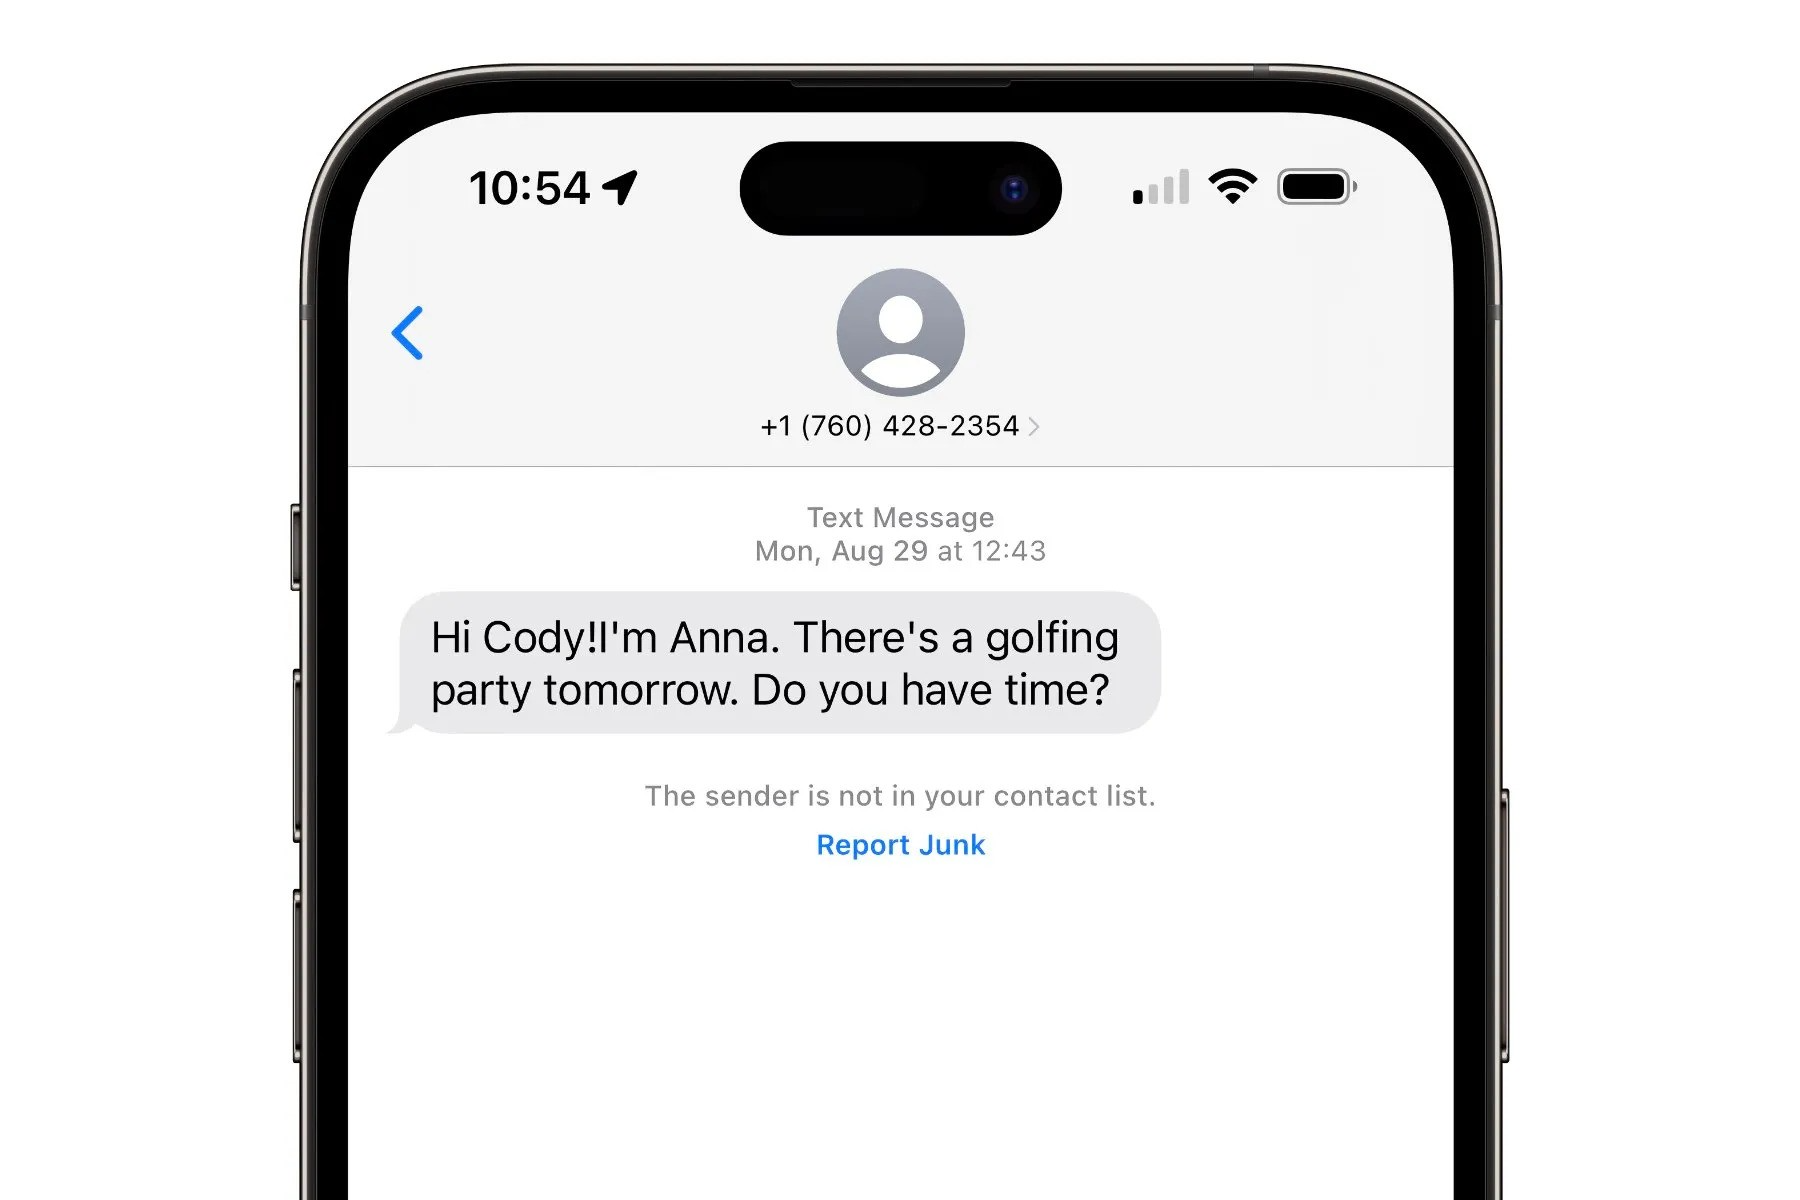 10:54
+1 (760) 428-2354
Text Message
Mon, Aug 29 at 12:43
Hi Cody!I'm Anna. There's a golfing
party tomorrow. Do you have time?
The sender is not in your contact list.
Report Junk